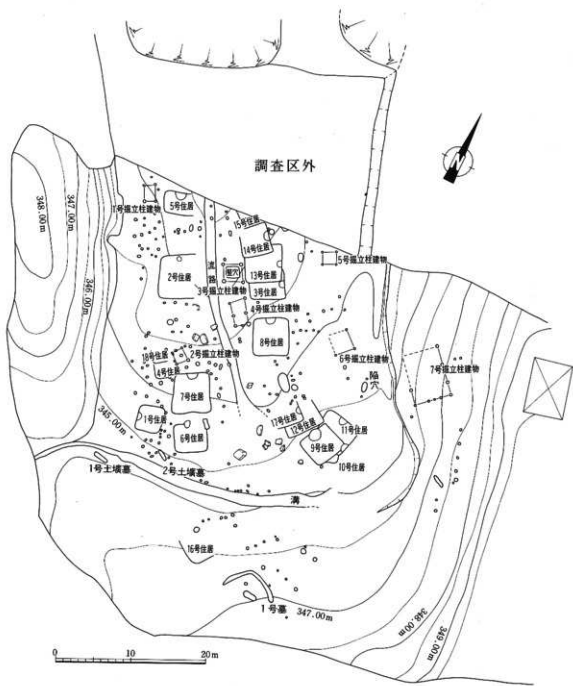 調査区外
N
348.00m
347.00m
346.00m
345.00m
1号掘立柱建物
5号住居
15号住居
14号住居
道路
竪穴
13号住居
5号掘立柱建物
2号住居
3号掘立柱建物
3号住居
4号掘立柱建物
8号住居
18号住居
2号掘立柱建物
6号掘立柱建物
7号掘立柱建物
4号住居
陥穴
7号住居
1号住居
17号住居
12号住居
11号住居
6号住居
9号住居
10号住居
1号土壙墓
2号土壙墓
溝
16号住居
1号墓
347.00m
348.00m
349.00m
0 10 20m